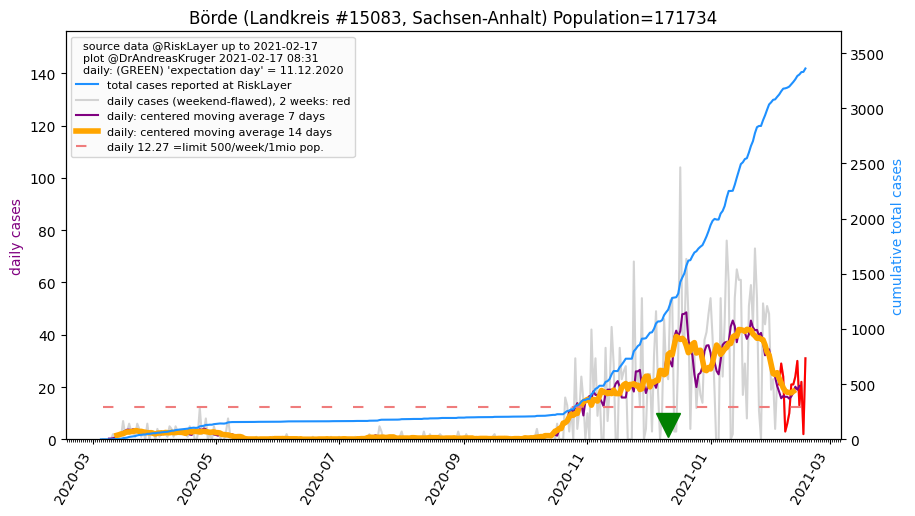 Börde (Landkreis #15083, Sachsen-Anhalt) Population=171734
source data @RiskLayer up to 2021-02-17
plot @DrAndreasKruger 2021-02-17 08:31
daily: (GREEN) 'expectation day' = 11.12.2020
total cases reported at RiskLayer
daily cases (weekend-flawed), 2 weeks: red
daily: centered moving average 7 days
daily: centered moving average 14 days
daily 12.27 =limit 500/week/1mio pop.
daily cases
140
120
100
80
60
40
20
0
cumulative total cases
3500
3000
2500
2000
1500
1000
500
0
2020-03
2020-05
2020-07
2020-09
2020-11
2021-01
2021-03